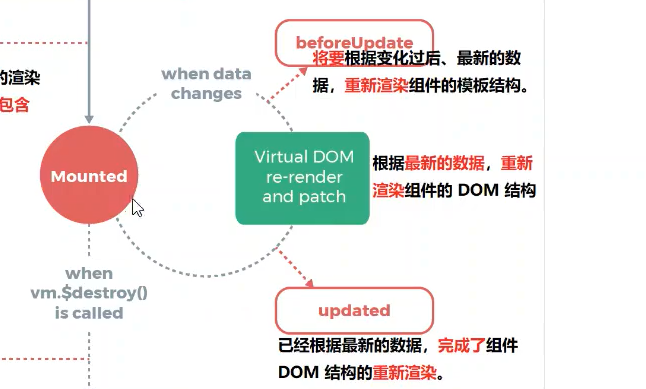 beforeUpdate
将要根据变化过后、最新的数
据，重新渲染组件的模板结构。
when data
changes
的渲染
包含
Mounted
Virtual DOM
re-render
and patch
根据最新的数据，重新
渲染组件的 DOM 结构
when
vm.$destroy()
is called
updated
已经根据最新的数据，完成了组件
DOM 结构的重新渲染。